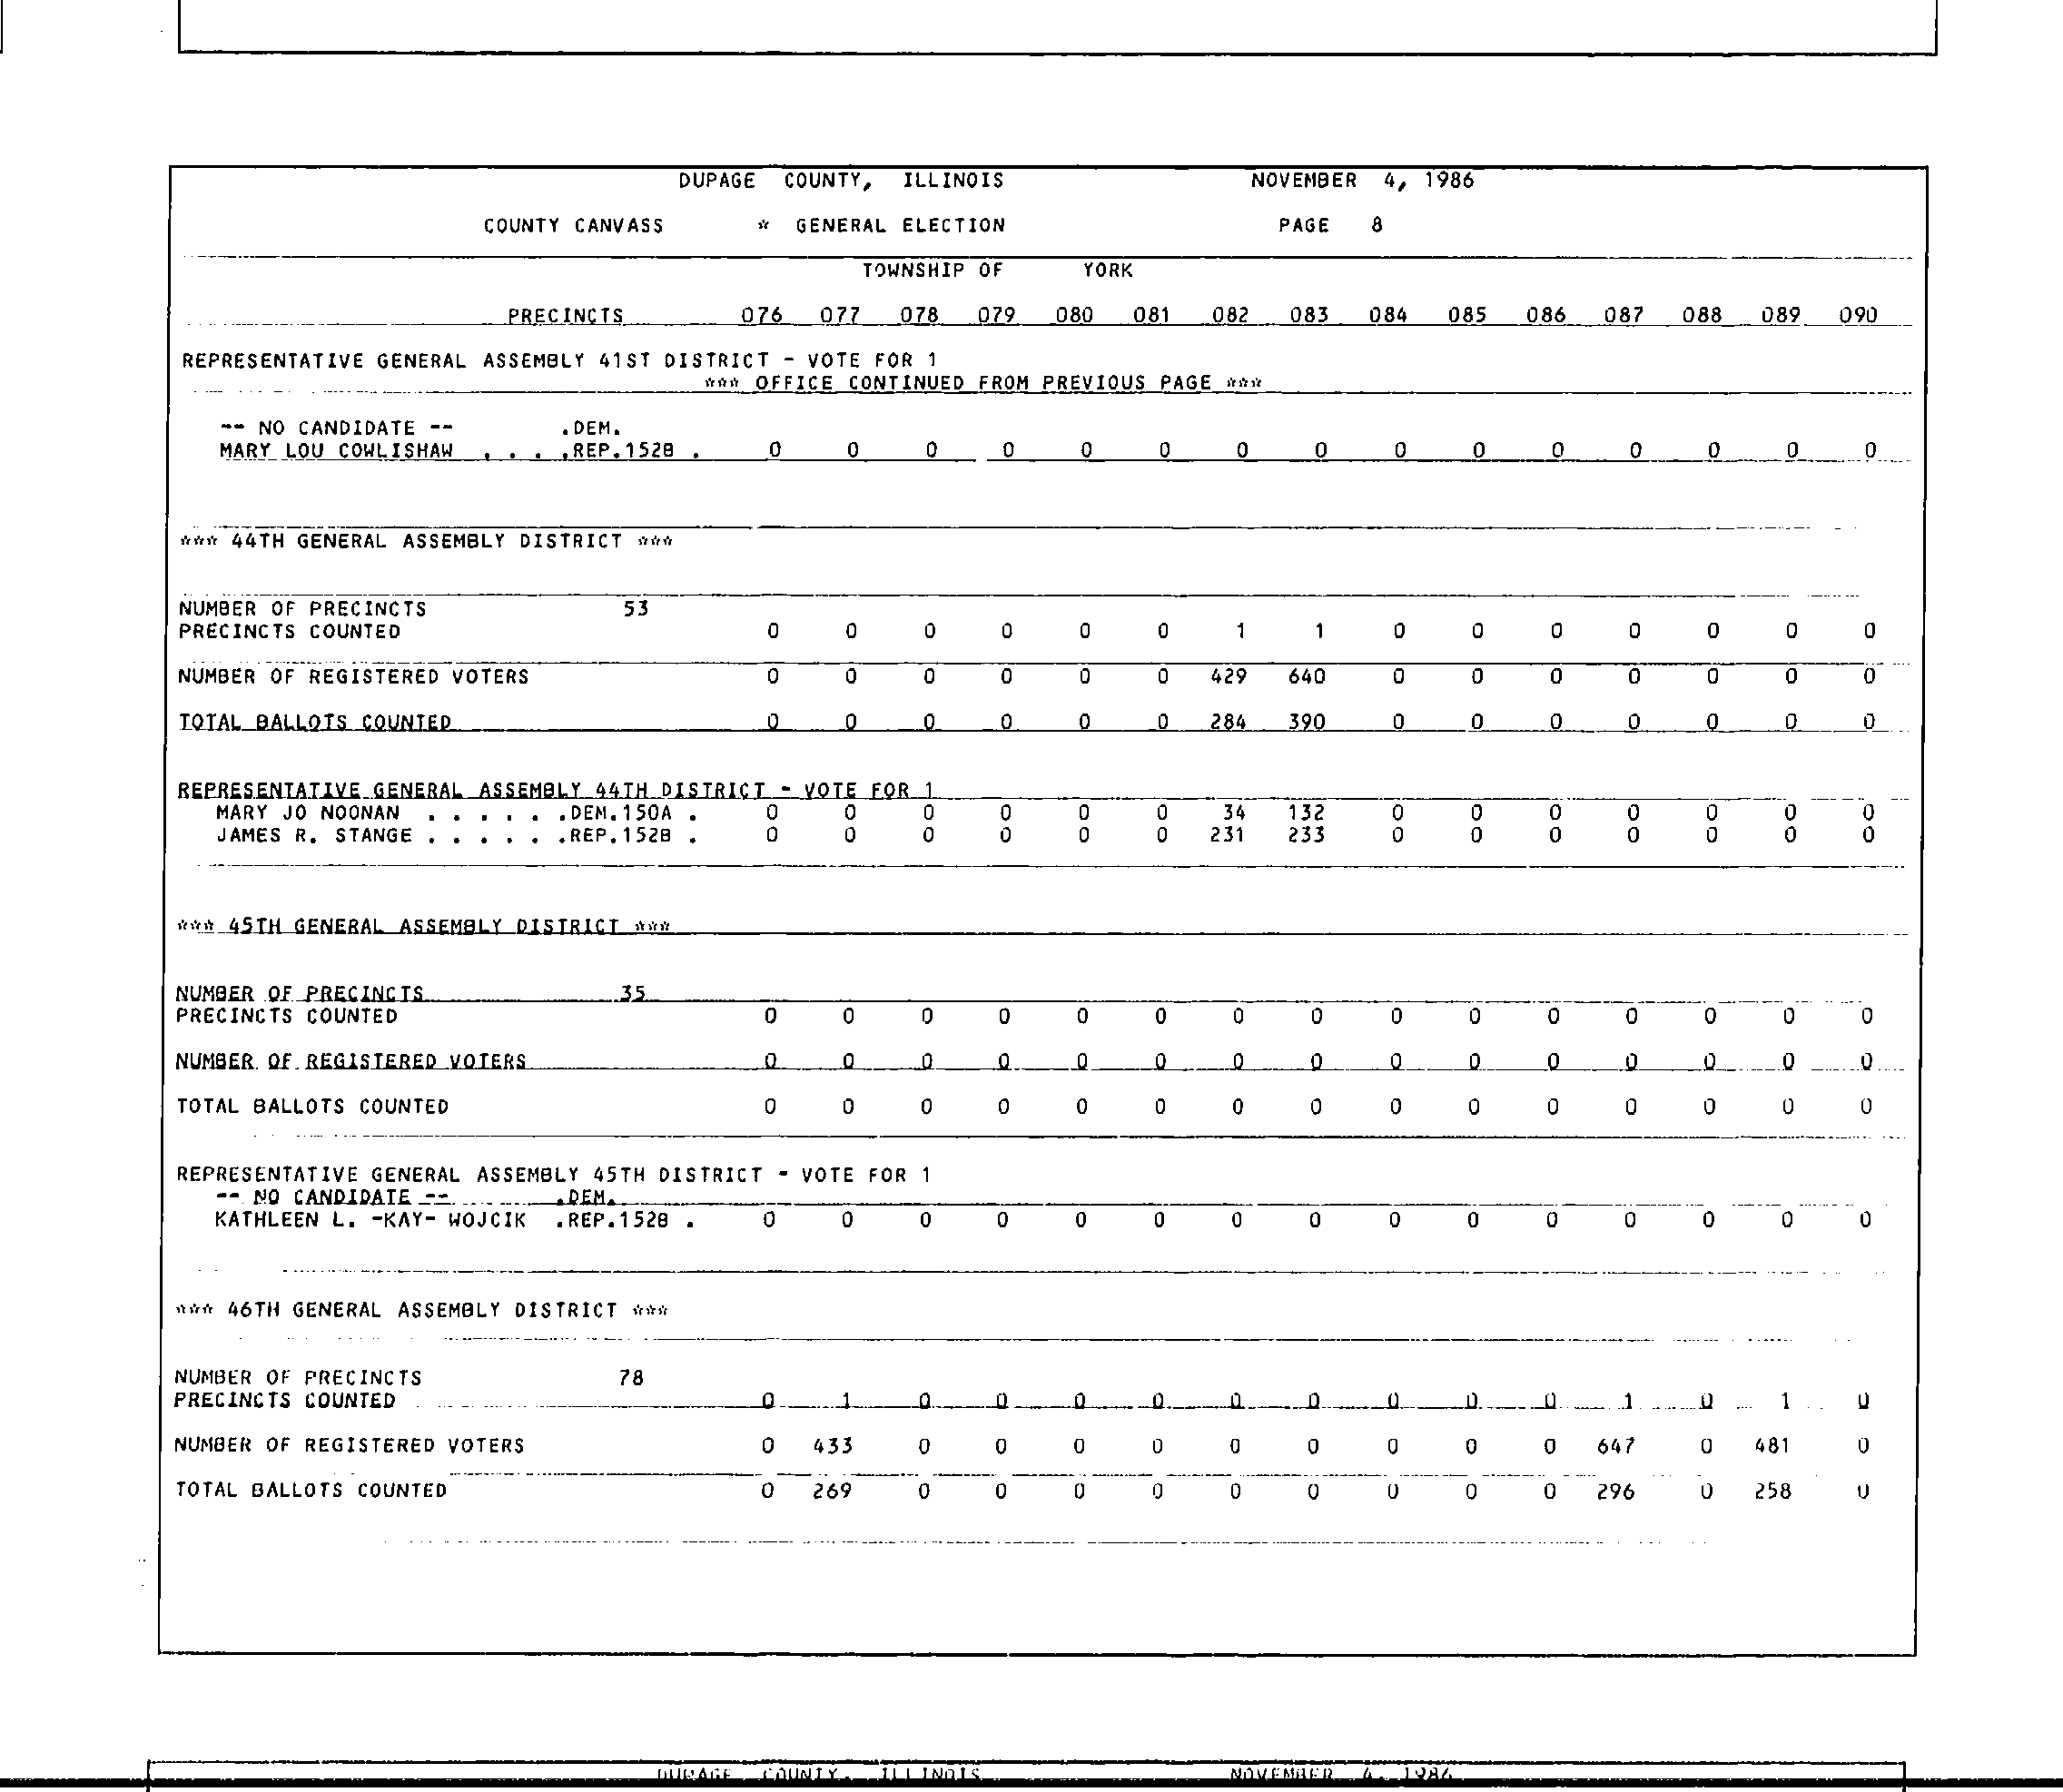 DUPAGE COUNTY, ILLINOIS NOVEMBER 4, 1986
COUNTY CANVASS * GENERAL ELECTION PAGE 8
TOWNSHIP OF YORK
PRECINCTS 076 077 078 079 080 081 082 083 084 085 086 087 088 089 090
REPRESENTATIVE GENERAL ASSEMBLY 41ST DISTRICT - VOTE FOR 1
*** OFFICE CONTINUED FROM PREVIOUS PAGE ***
-- NO CANDIDATE -- .DEM.
MARY LOU COWLISHAW . . . .REP.152B . 0 0 0 0 0 0 0 0 0 0 0 0 0 0 0
*** 44TH GENERAL ASSEMBLY DISTRICT ***
NUMBER OF PRECINCTS 53
PRECINCTS COUNTED 0 0 0 0 0 0 1 1 0 0 0 0 0 0 0
NUMBER OF REGISTERED VOTERS 0 0 0 0 0 0 429 640 0 0 0 0 0 0 0
TOTAL BALLOTS COUNTED 0 0 0 0 0 0 284 390 0 0 0 0 0 0 0
REPRESENTATIVE GENERAL ASSEMBLY 44TH DISTRICT - VOTE FOR 1
MARY JO NOONAN . . . . . .DEM.150A . 0 0 0 0 0 0 34 132 0 0 0 0 0 0 0
JAMES R. STANGE . . . . . .REP.152B . 0 0 0 0 0 0 231 233 0 0 0 0 0 0 0
*** 45TH GENERAL ASSEMBLY DISTRICT ***
NUMBER OF PRECINCTS 35
PRECINCTS COUNTED 0 0 0 0 0 0 0 0 0 0 0 0 0 0 0
NUMBER OF REGISTERED VOTERS 0 0 0 0 0 0 0 0 0 0 0 0 0 0 0
TOTAL BALLOTS COUNTED 0 0 0 0 0 0 0 0 0 0 0 0 0 0 0
REPRESENTATIVE GENERAL ASSEMBLY 45TH DISTRICT - VOTE FOR 1
-- NO CANDIDATE -- .DEM.
KATHLEEN L. -KAY- WOJCIK .REP.152B . 0 0 0 0 0 0 0 0 0 0 0 0 0 0 0
*** 46TH GENERAL ASSEMBLY DISTRICT ***
NUMBER OF PRECINCTS 78
PRECINCTS COUNTED 0 1 0 0 0 0 0 0 0 0 0 1 0 1 0
NUMBER OF REGISTERED VOTERS 0 433 0 0 0 0 0 0 0 0 0 647 0 481 0
TOTAL BALLOTS COUNTED 0 269 0 0 0 0 0 0 0 0 0 296 0 258 0
DUPAGE COUNTY, ILLINOIS NOVEMBER 4, 1986